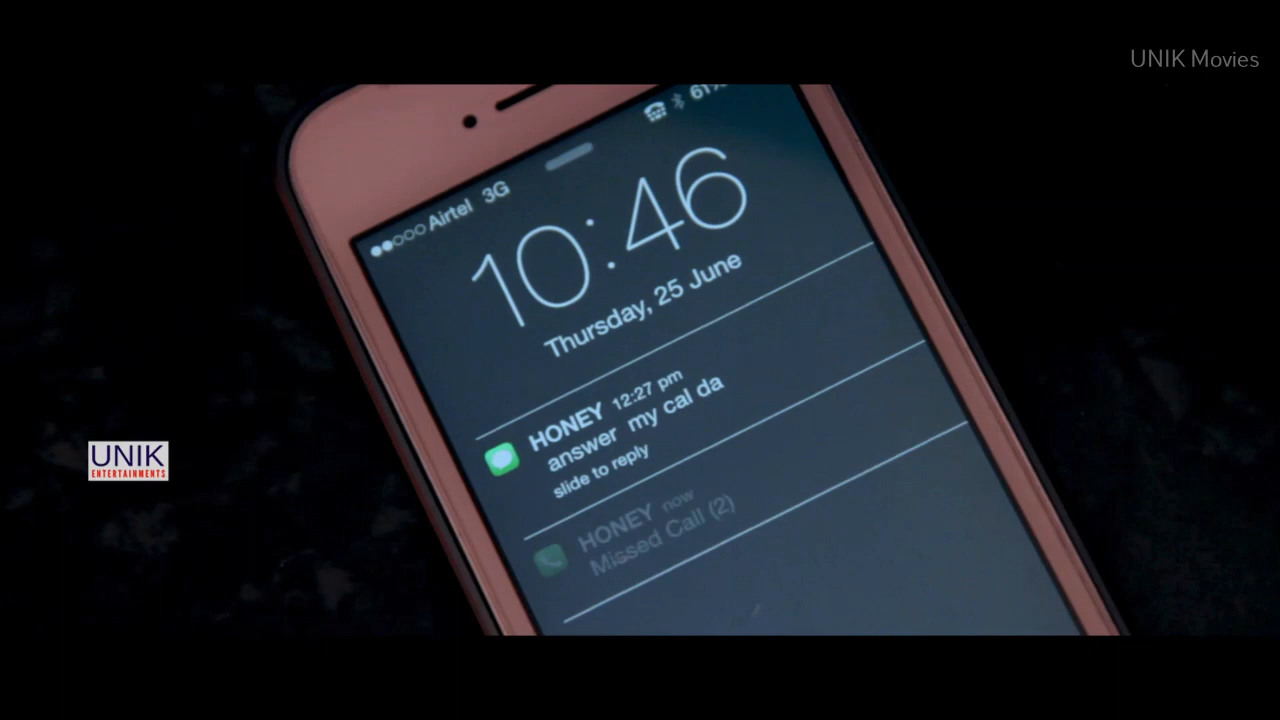 UNIK Movies
Airtel 3G
61%
10:46
Thursday, 25 June
HONEY 12:27 pm
answer my cal da
slide to reply
HONEY now
Missed Call (2)
UNIK
ENTERTAINMENTS